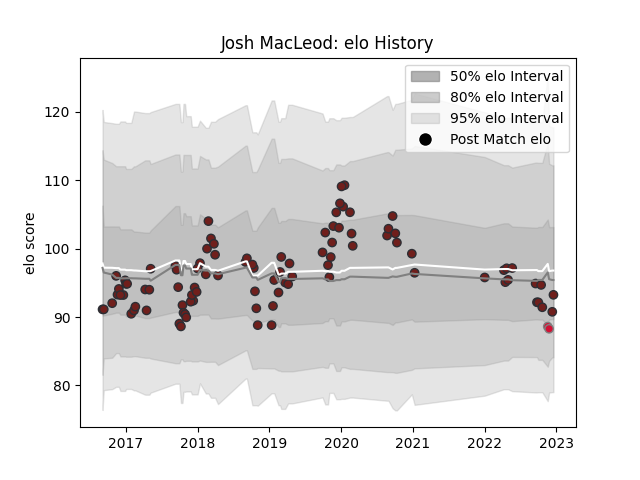 Josh MacLeod: elo History
50% elo Interval
80% elo Interval
95% elo Interval
Post Match elo
elo score
120
110
100
90
80
2017 2018 2019 2020 2021 2022 2023